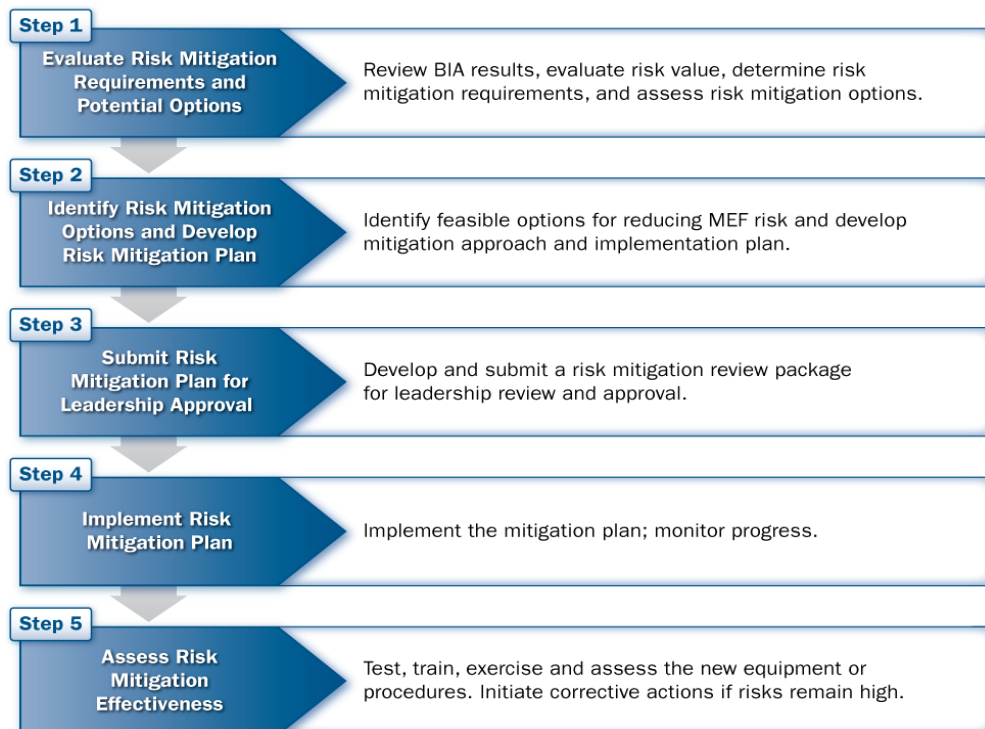 Step 1
Evaluate Risk Mitigation
Requirements and
Potential Options
Review BIA results, evaluate risk value, determine risk
mitigation requirements, and assess risk mitigation options.
Step 2
Identify Risk Mitigation
Options and Develop
Risk Mitigation Plan
Identify feasible options for reducing MEF risk and develop
mitigation approach and implementation plan.
Step 3
Submit Risk
Mitigation Plan for
Leadership Approval
Develop and submit a risk mitigation review package
for leadership review and approval.
Step 4
Implement Risk
Mitigation Plan
Implement the mitigation plan; monitor progress.
Step 5
Assess Risk
Mitigation
Effectiveness
Test, train, exercise and assess the new equipment or
procedures. Initiate corrective actions if risks remain high.